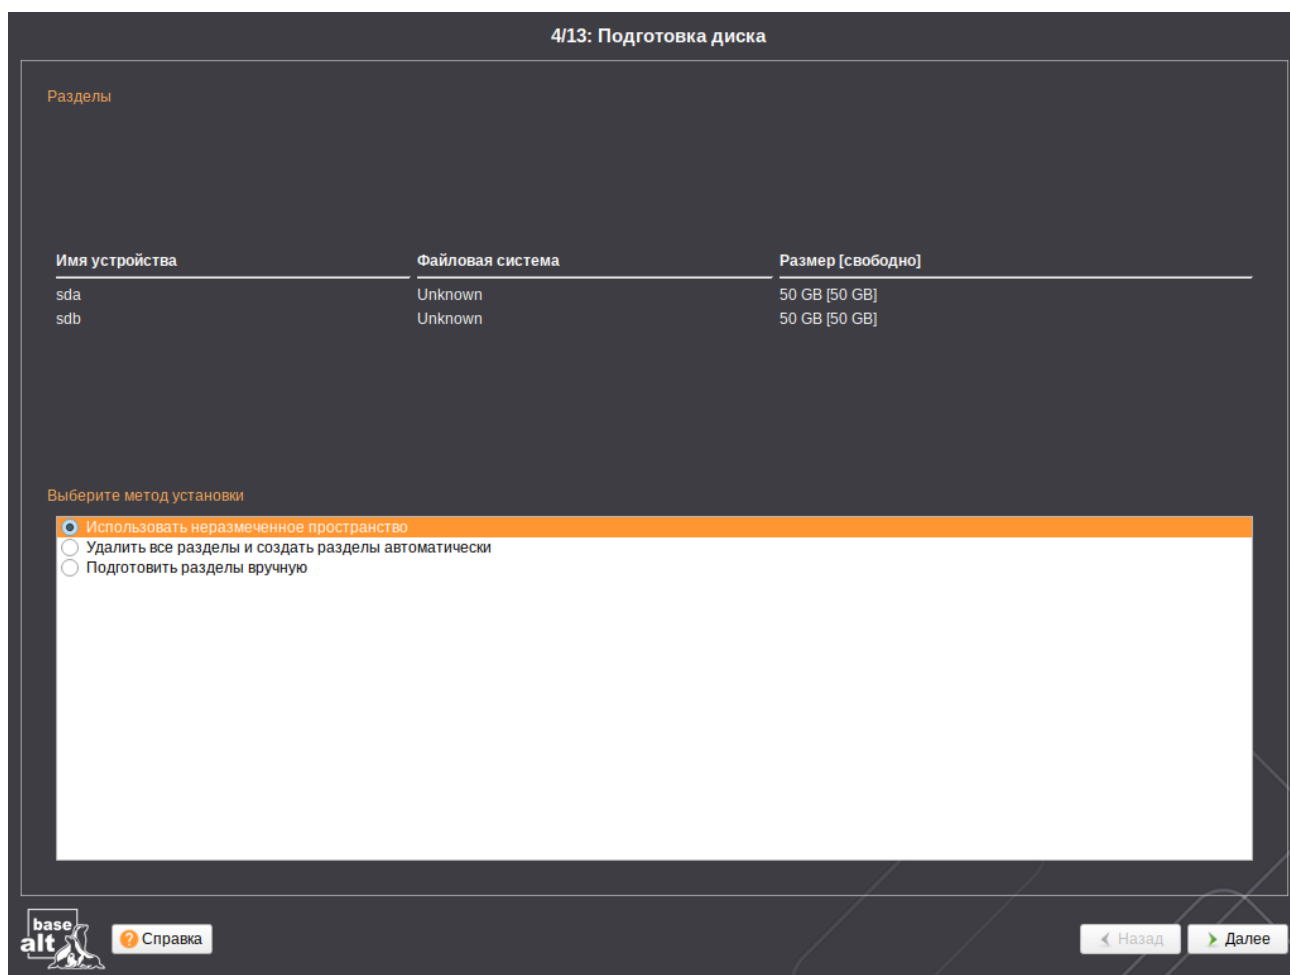 4/13: Подготовка диска
Разделы
Имя устройства Файловая система Размер [свободно]
sda Unknown 50 GB [50 GB]
sdb Unknown 50 GB [50 GB]
Выберите метод установки
Использовать неразмеченное пространство
Удалить все разделы и создать разделы автоматически
Подготовить разделы вручную
base
alt
Справка Назад Далее